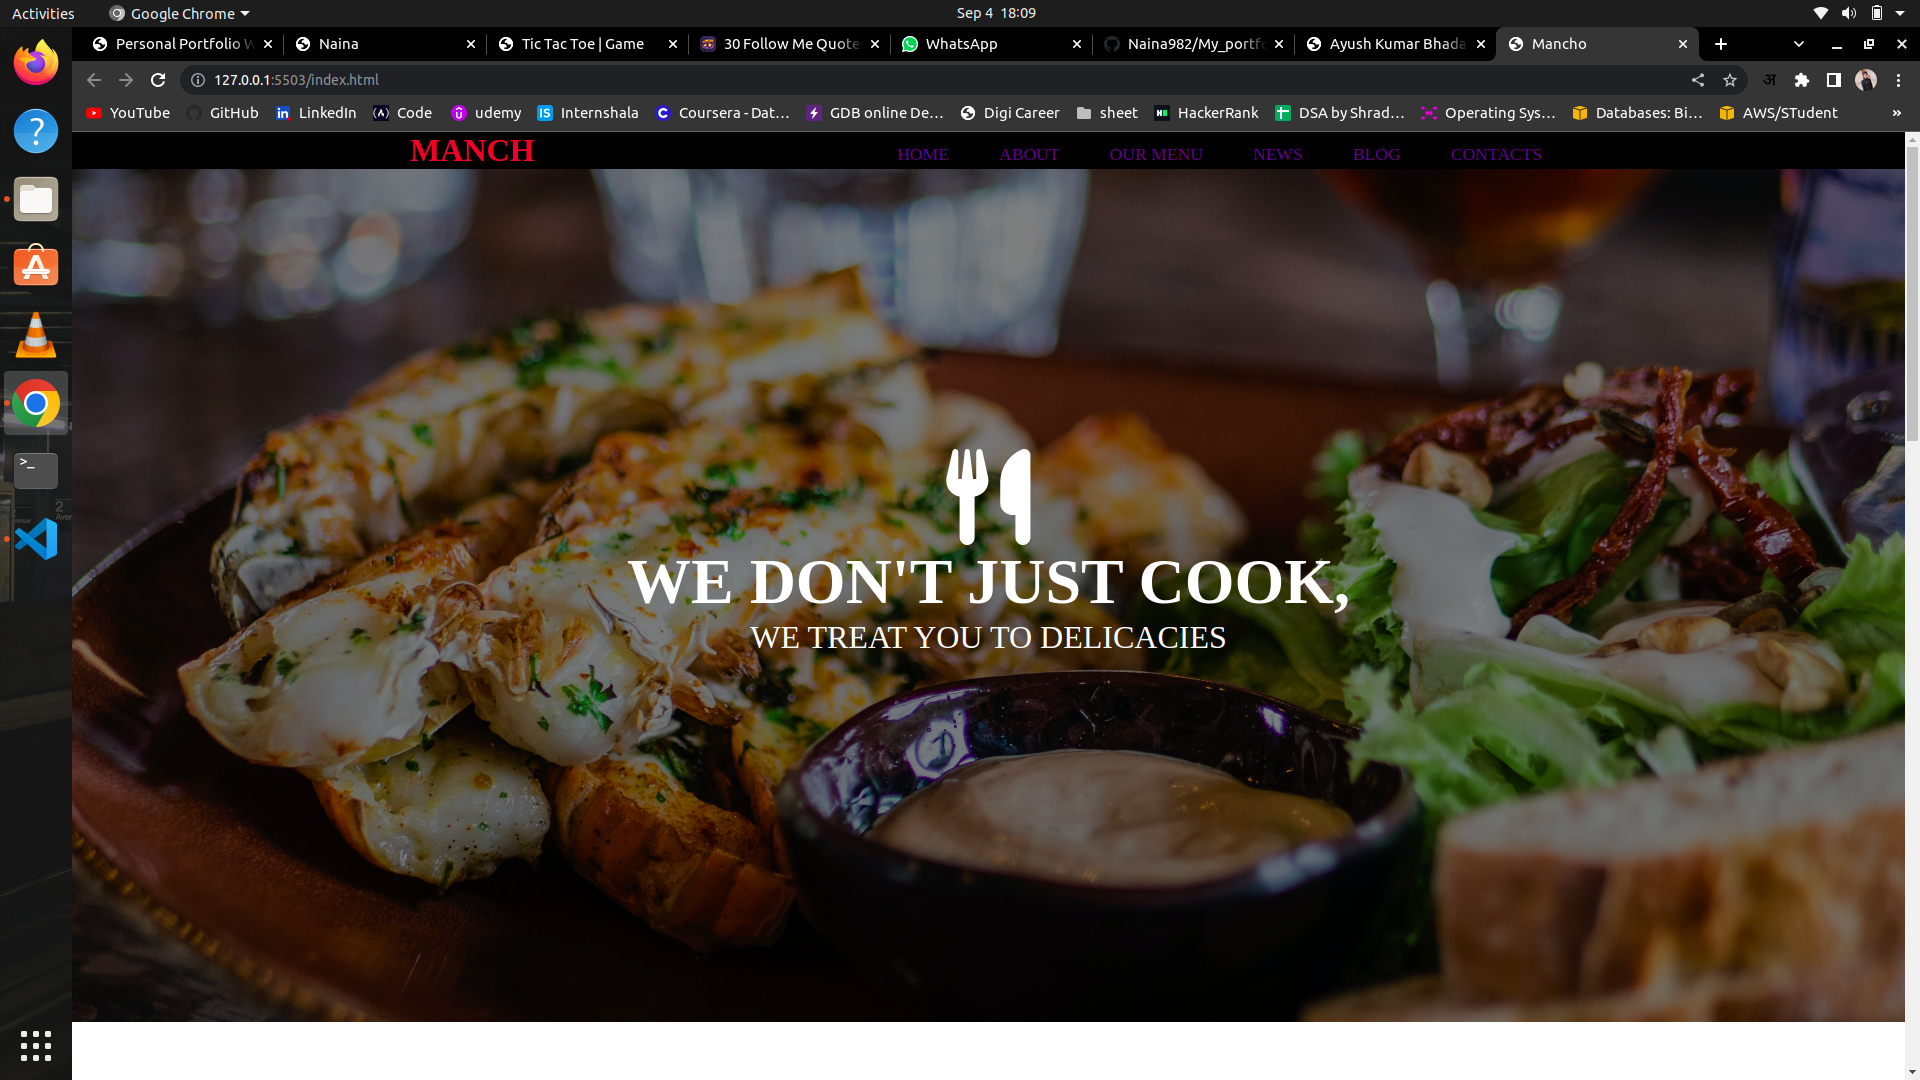 Activities
Google Chrome
Sep 4 18:09
Personal Portfolio W
Naina
Tic Tac Toe | Game
30 Follow Me Quote
WhatsApp
Naina982/My_portfo
Ayush Kumar Bhada
Mancho
127.0.0.1:5503/index.html
अ
YouTube
GitHub
LinkedIn
Code
udemy
Internshala
Coursera - Dat...
GDB online De...
Digi Career
sheet
HackerRank
DSA by Shrad...
Operating Sys...
Databases: Bi...
AWS/STudent
»
MANCH
HOME
ABOUT
OUR MENU
NEWS
BLOG
CONTACTS
WE DON'T JUST COOK,
WE TREAT YOU TO DELICACIES